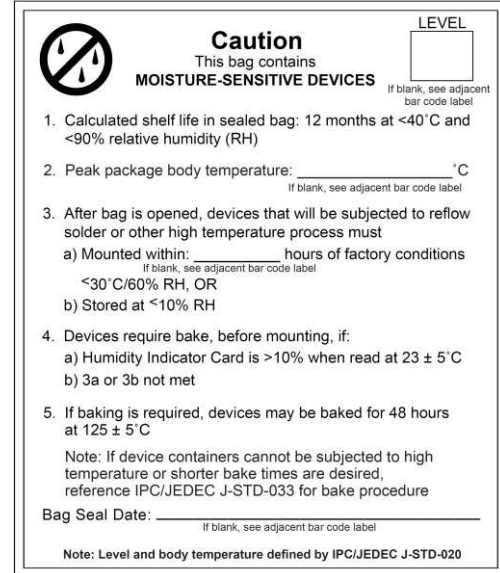 LEVEL
Caution
This bag contains
MOISTURE-SENSITIVE DEVICES
If blank, see adjacent
bar code label
1. Calculated shelf life in sealed bag: 12 months at <40˚C and
<90% relative humidity (RH)
2. Peak package body temperature: ____________________˚C
If blank, see adjacent bar code label
3. After bag is opened, devices that will be subjected to reflow
solder or other high temperature process must
a) Mounted within: ___________ hours of factory conditions
If blank, see adjacent bar code label
<30˚C/60% RH, OR
b) Stored at <10% RH
4. Devices require bake, before mounting, if:
a) Humidity Indicator Card is >10% when read at 23 ± 5˚C
b) 3a or 3b not met
5. If baking is required, devices may be baked for 48 hours
at 125 ± 5˚C
Note: If device containers cannot be subjected to high
temperature or shorter bake times are desired,
reference IPC/JEDEC J-STD-033 for bake procedure
Bag Seal Date: ____________________
If blank, see adjacent bar code label
Note: Level and body temperature defined by IPC/JEDEC J-STD-020